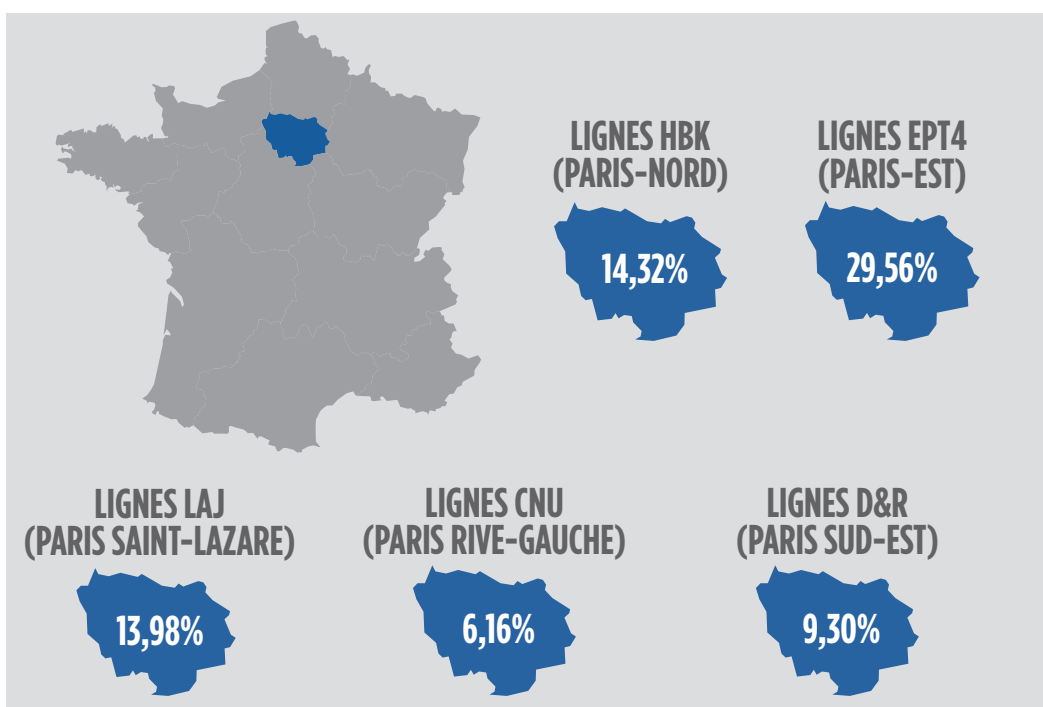 LIGNES HBK
(PARIS-NORD)
14,32%
LIGNES EPT4
(PARIS-EST)
29,56%
LIGNES LAJ
(PARIS SAINT-LAZARE)
13,98%
LIGNES CNU
(PARIS RIVE-GAUCHE)
6,16%
LIGNES D&R
(PARIS SUD-EST)
9,30%